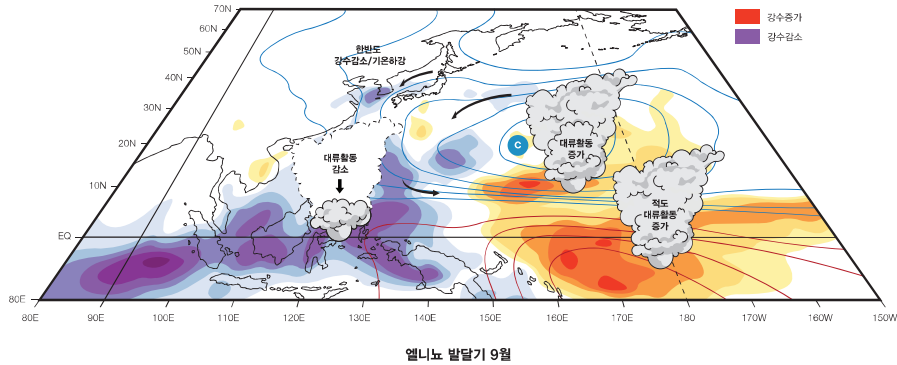 70N
60N
50N
40N
30N
20N
10N
EQ
80E
강수증가
강수감소
한반도
강수감소/기온하강
C
대류활동
증가
대류활동
감소
적도
대류활동
증가
80E 90E 100E 110E 120E 130E 140E 150E 160E 170E 180 170W 160W 150W
엘니뇨 발달기 9월